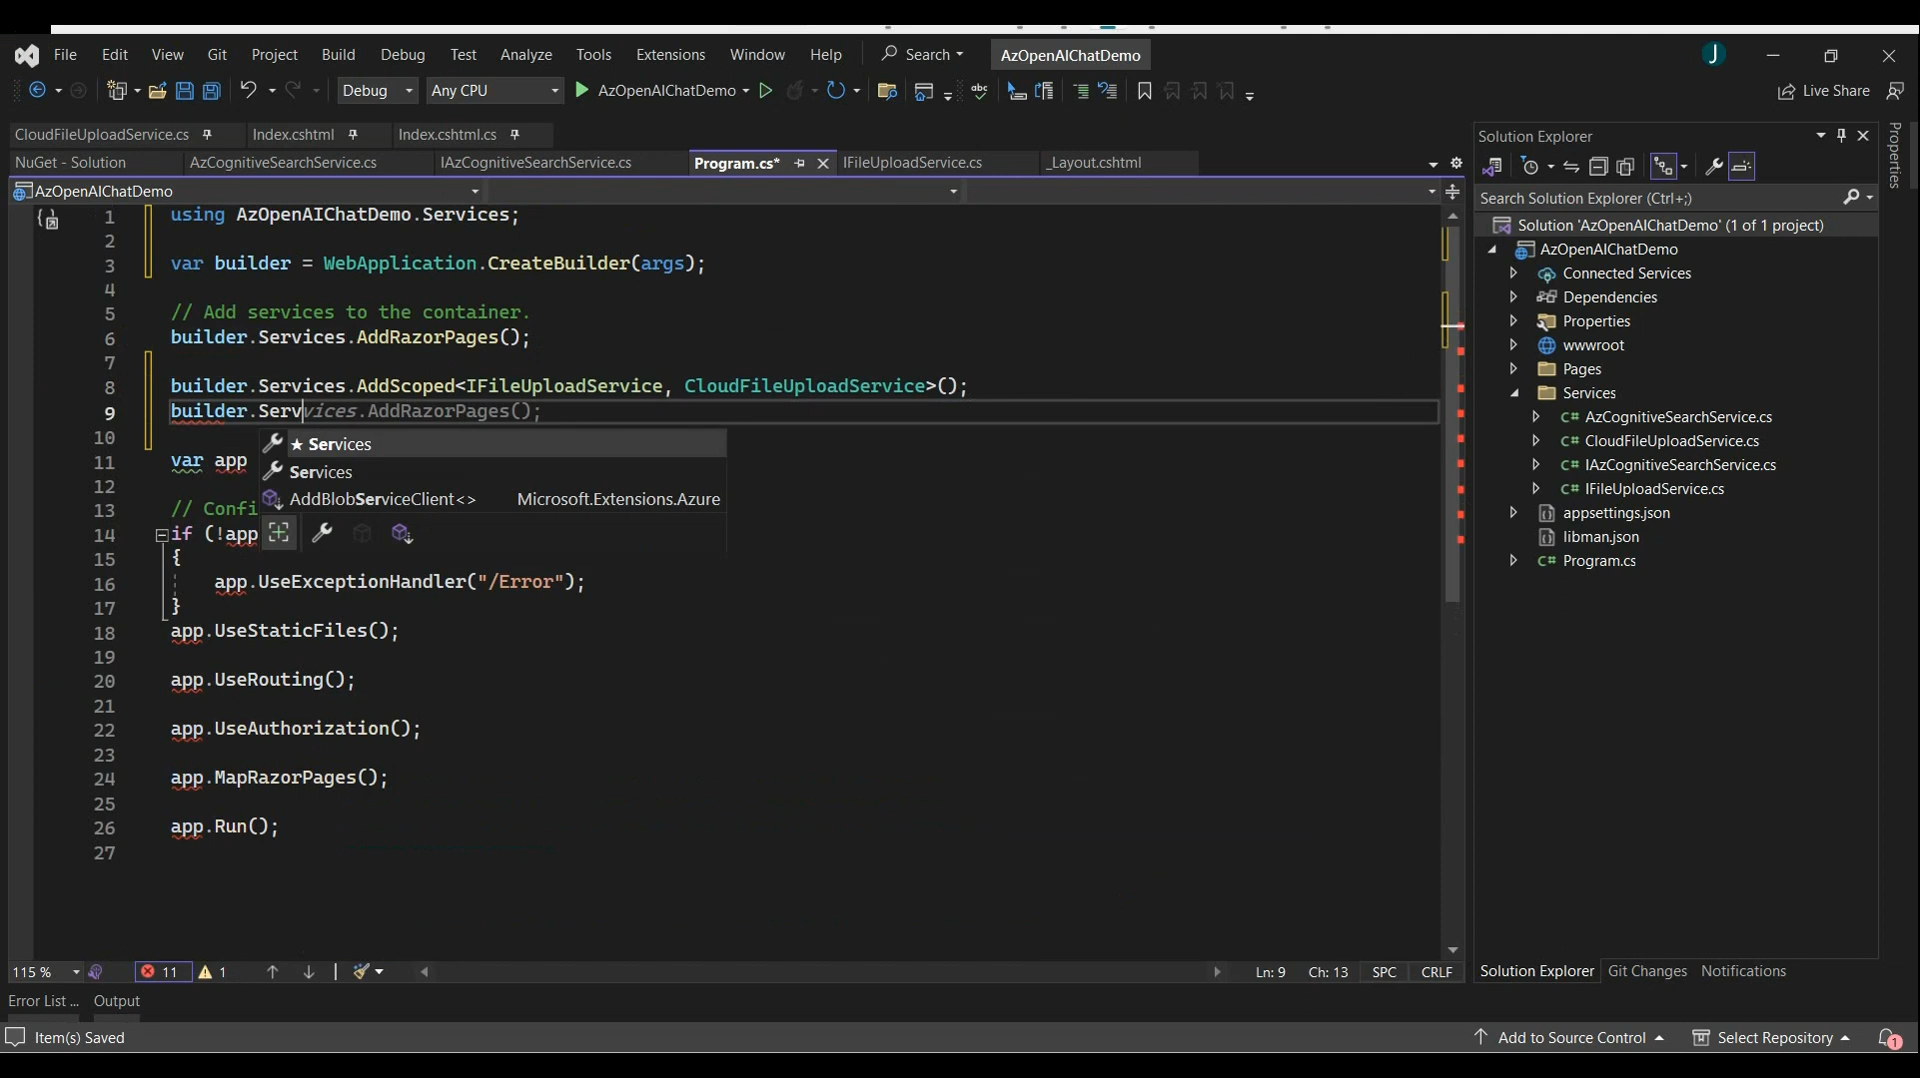 File Edit View Git Project Build Debug Test Analyze Tools Extensions Window Help Search AzOpenAIChatDemo J
Debug Any CPU AzOpenAIChatDemo Live Share
CloudFileUploadService.cs Index.cshtml Index.cshtml.cs
NuGet - Solution AzCognitiveSearchService.cs IAzCognitiveSearchService.cs Program.cs* IFileUploadService.cs _Layout.cshtml
AzOpenAIChatDemo
1 using AzOpenAIChatDemo.Services;
2
3 var builder = WebApplication.CreateBuilder(args);
4
5 // Add services to the container.
6 builder.Services.AddRazorPages();
7
8 builder.Services.AddScoped<IFileUploadService, CloudFileUploadService>();
9 builder.Services.AddRazorPages();
10
★ Services
Services
AddBlobServiceClient<> Microsoft.Extensions.Azure
11 var app
12
13 // Confi
14 if (!app
15 {
16 app.UseExceptionHandler("/Error");
17 }
18 app.UseStaticFiles();
19
20 app.UseRouting();
21
22 app.UseAuthorization();
23
24 app.MapRazorPages();
25
26 app.Run();
27
115 % 11 1 Ln: 9 Ch: 13 SPC CRLF
Error List ... Output
Solution Explorer
Search Solution Explorer (Ctrl+;)
Solution 'AzOpenAIChatDemo' (1 of 1 project)
AzOpenAIChatDemo
Connected Services
Dependencies
Properties
wwwroot
Pages
Services
C# AzCognitiveSearchService.cs
C# CloudFileUploadService.cs
C# IAzCognitiveSearchService.cs
C# IFileUploadService.cs
appsettings.json
libman.json
C# Program.cs
Solution Explorer Git Changes Notifications
Properties
Item(s) Saved Add to Source Control Select Repository 1